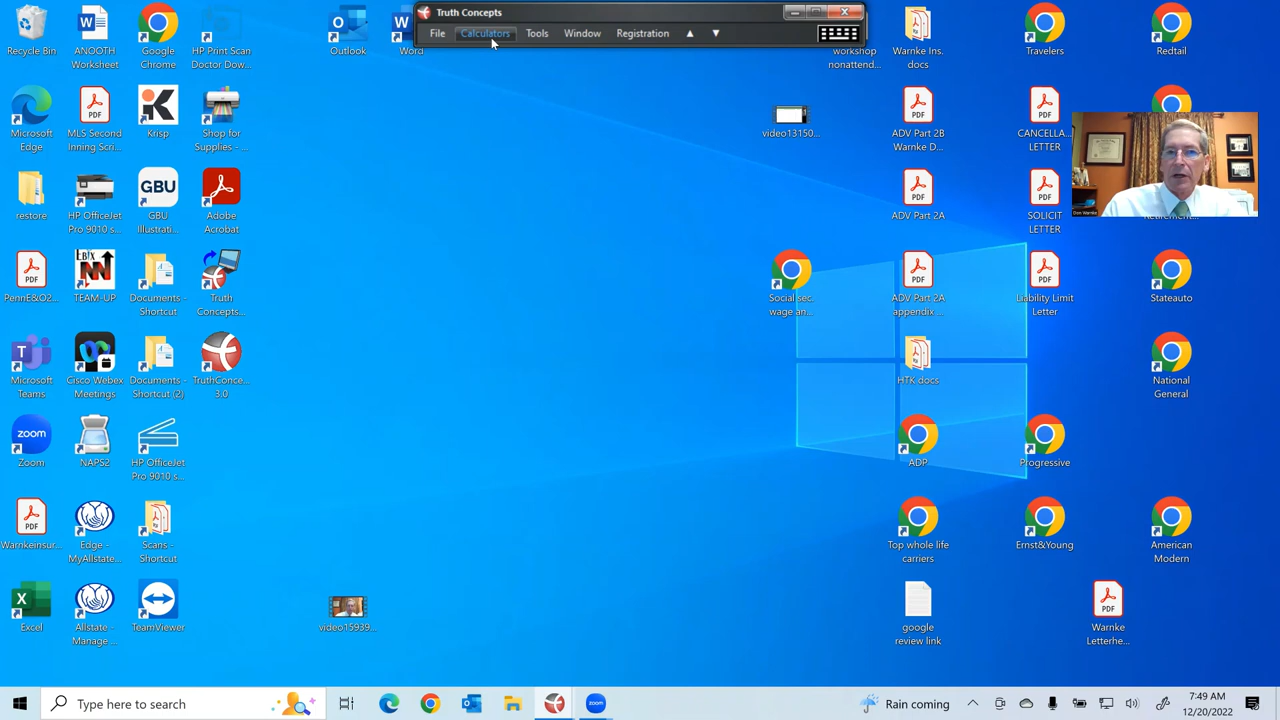 Truth Concepts
File Calculators Tools Window Registration
Recycle Bin
ANOOTH
Worksheet
Google
Chrome
HP Print Scan
Doctor Dow...
Outlook
Word
workshop
nonattend...
Warnke Ins.
docs
Travelers
Redtail
Microsoft
Edge
MLS Second
Inning Scri...
Krisp
Shop for
Supplies - ...
video13150...
ADV Part 2B
Warnke D...
CANCELLA...
LETTER
restore
HP OfficeJet
Pro 9010 s...
GBU
GBU
Illustrati...
Adobe
Acrobat
ADV Part 2A
SOLICIT
LETTER
Don Warnke
Retirement...
PennE&O2...
EBIX
TEAM-UP
Documents -
Shortcut
Truth
Concepts...
Social sec.
wage an...
ADV Part 2A
appendix ...
Liability Limit
Letter
Stateauto
Microsoft
Teams
Cisco Webex
Meetings
Documents -
Shortcut (2)
TruthConce...
3.0
HTK docs
National
General
zoom
Zoom
NAPS2
HP OfficeJet
Pro 9010 s...
ADP
Progressive
Warnkeinsur...
Edge -
MyAllstate...
Scans -
Shortcut
Top whole life
carriers
Ernst&Young
American
Modern
Excel
Allstate -
Manage ...
TeamViewer
video15939...
google
review link
Warnke
Letterhe...
Type here to search
zoom
Rain coming
7:49 AM
12/20/2022